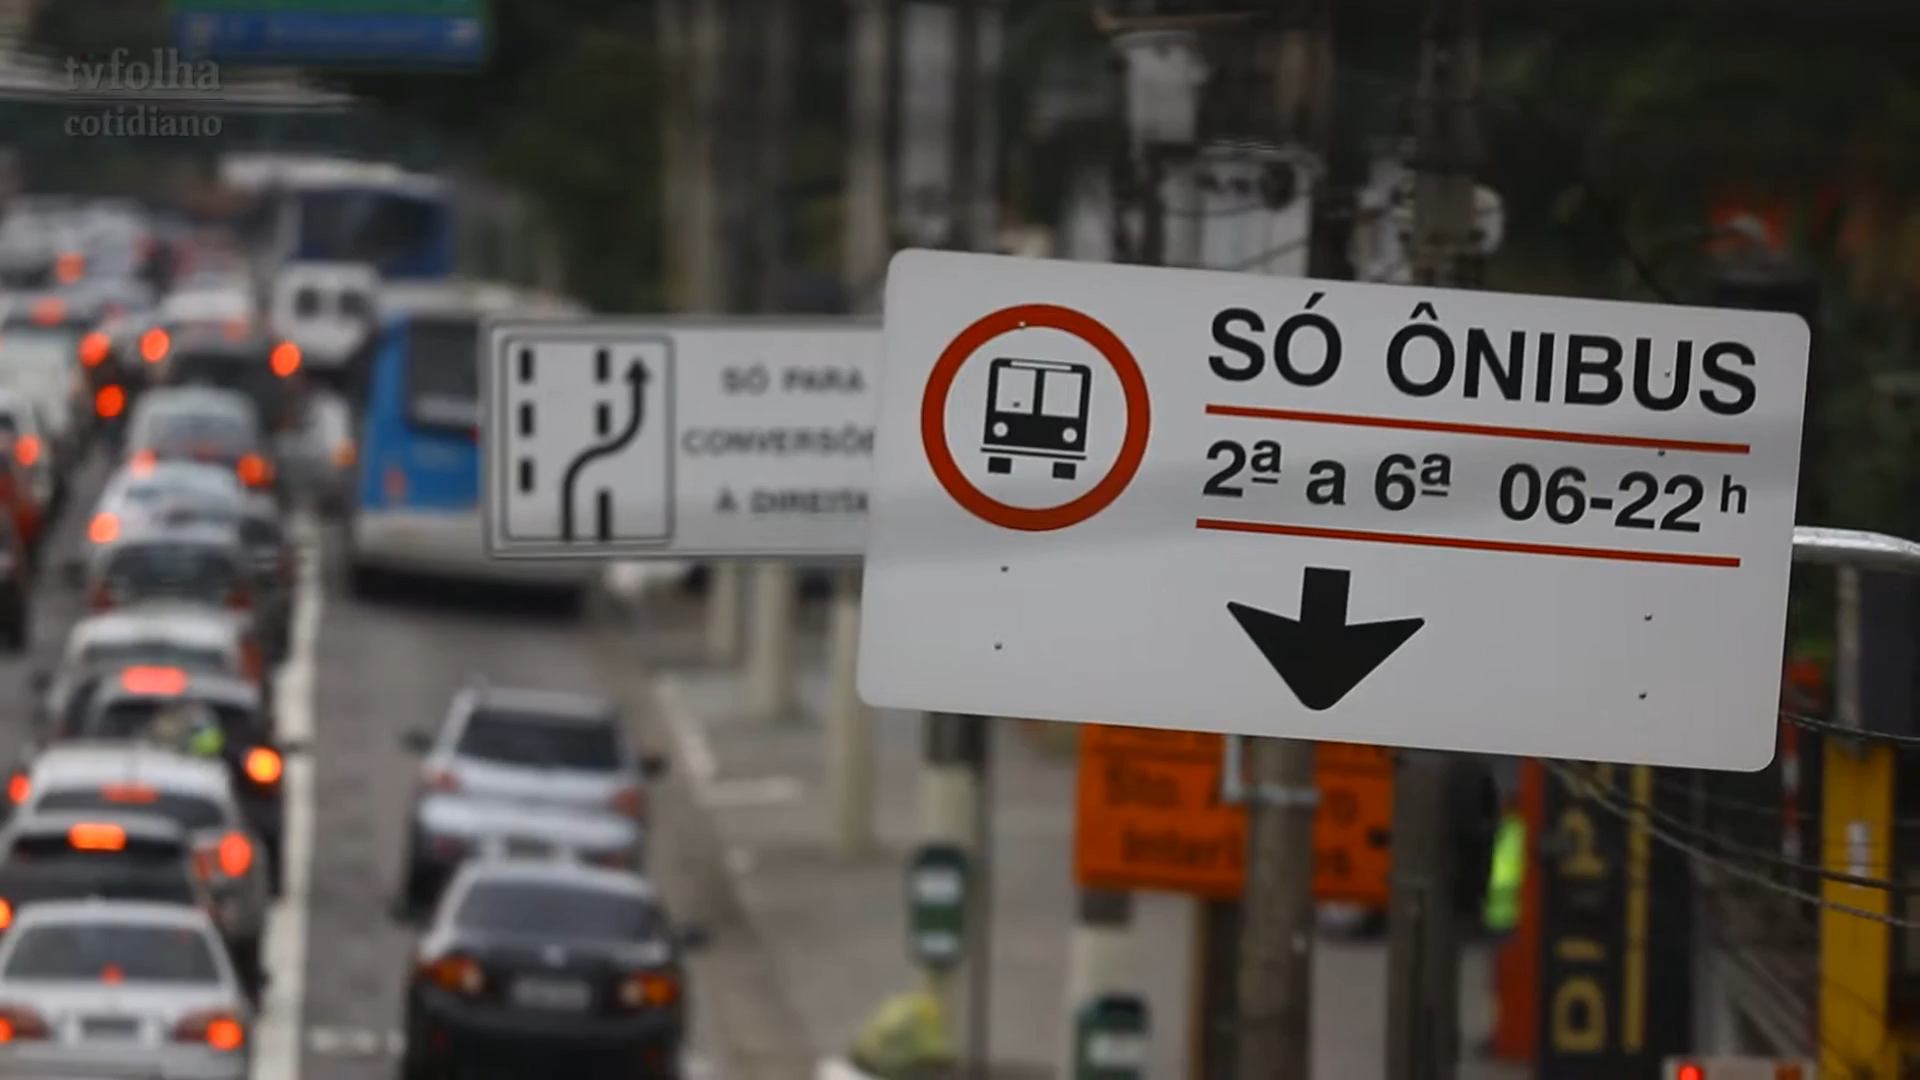 tvfolha
cotidiano
SÓ PARA
CONVERSÕE
À DIREITA
SÓ ÔNIBUS
2ª a 6ª 06-22 h